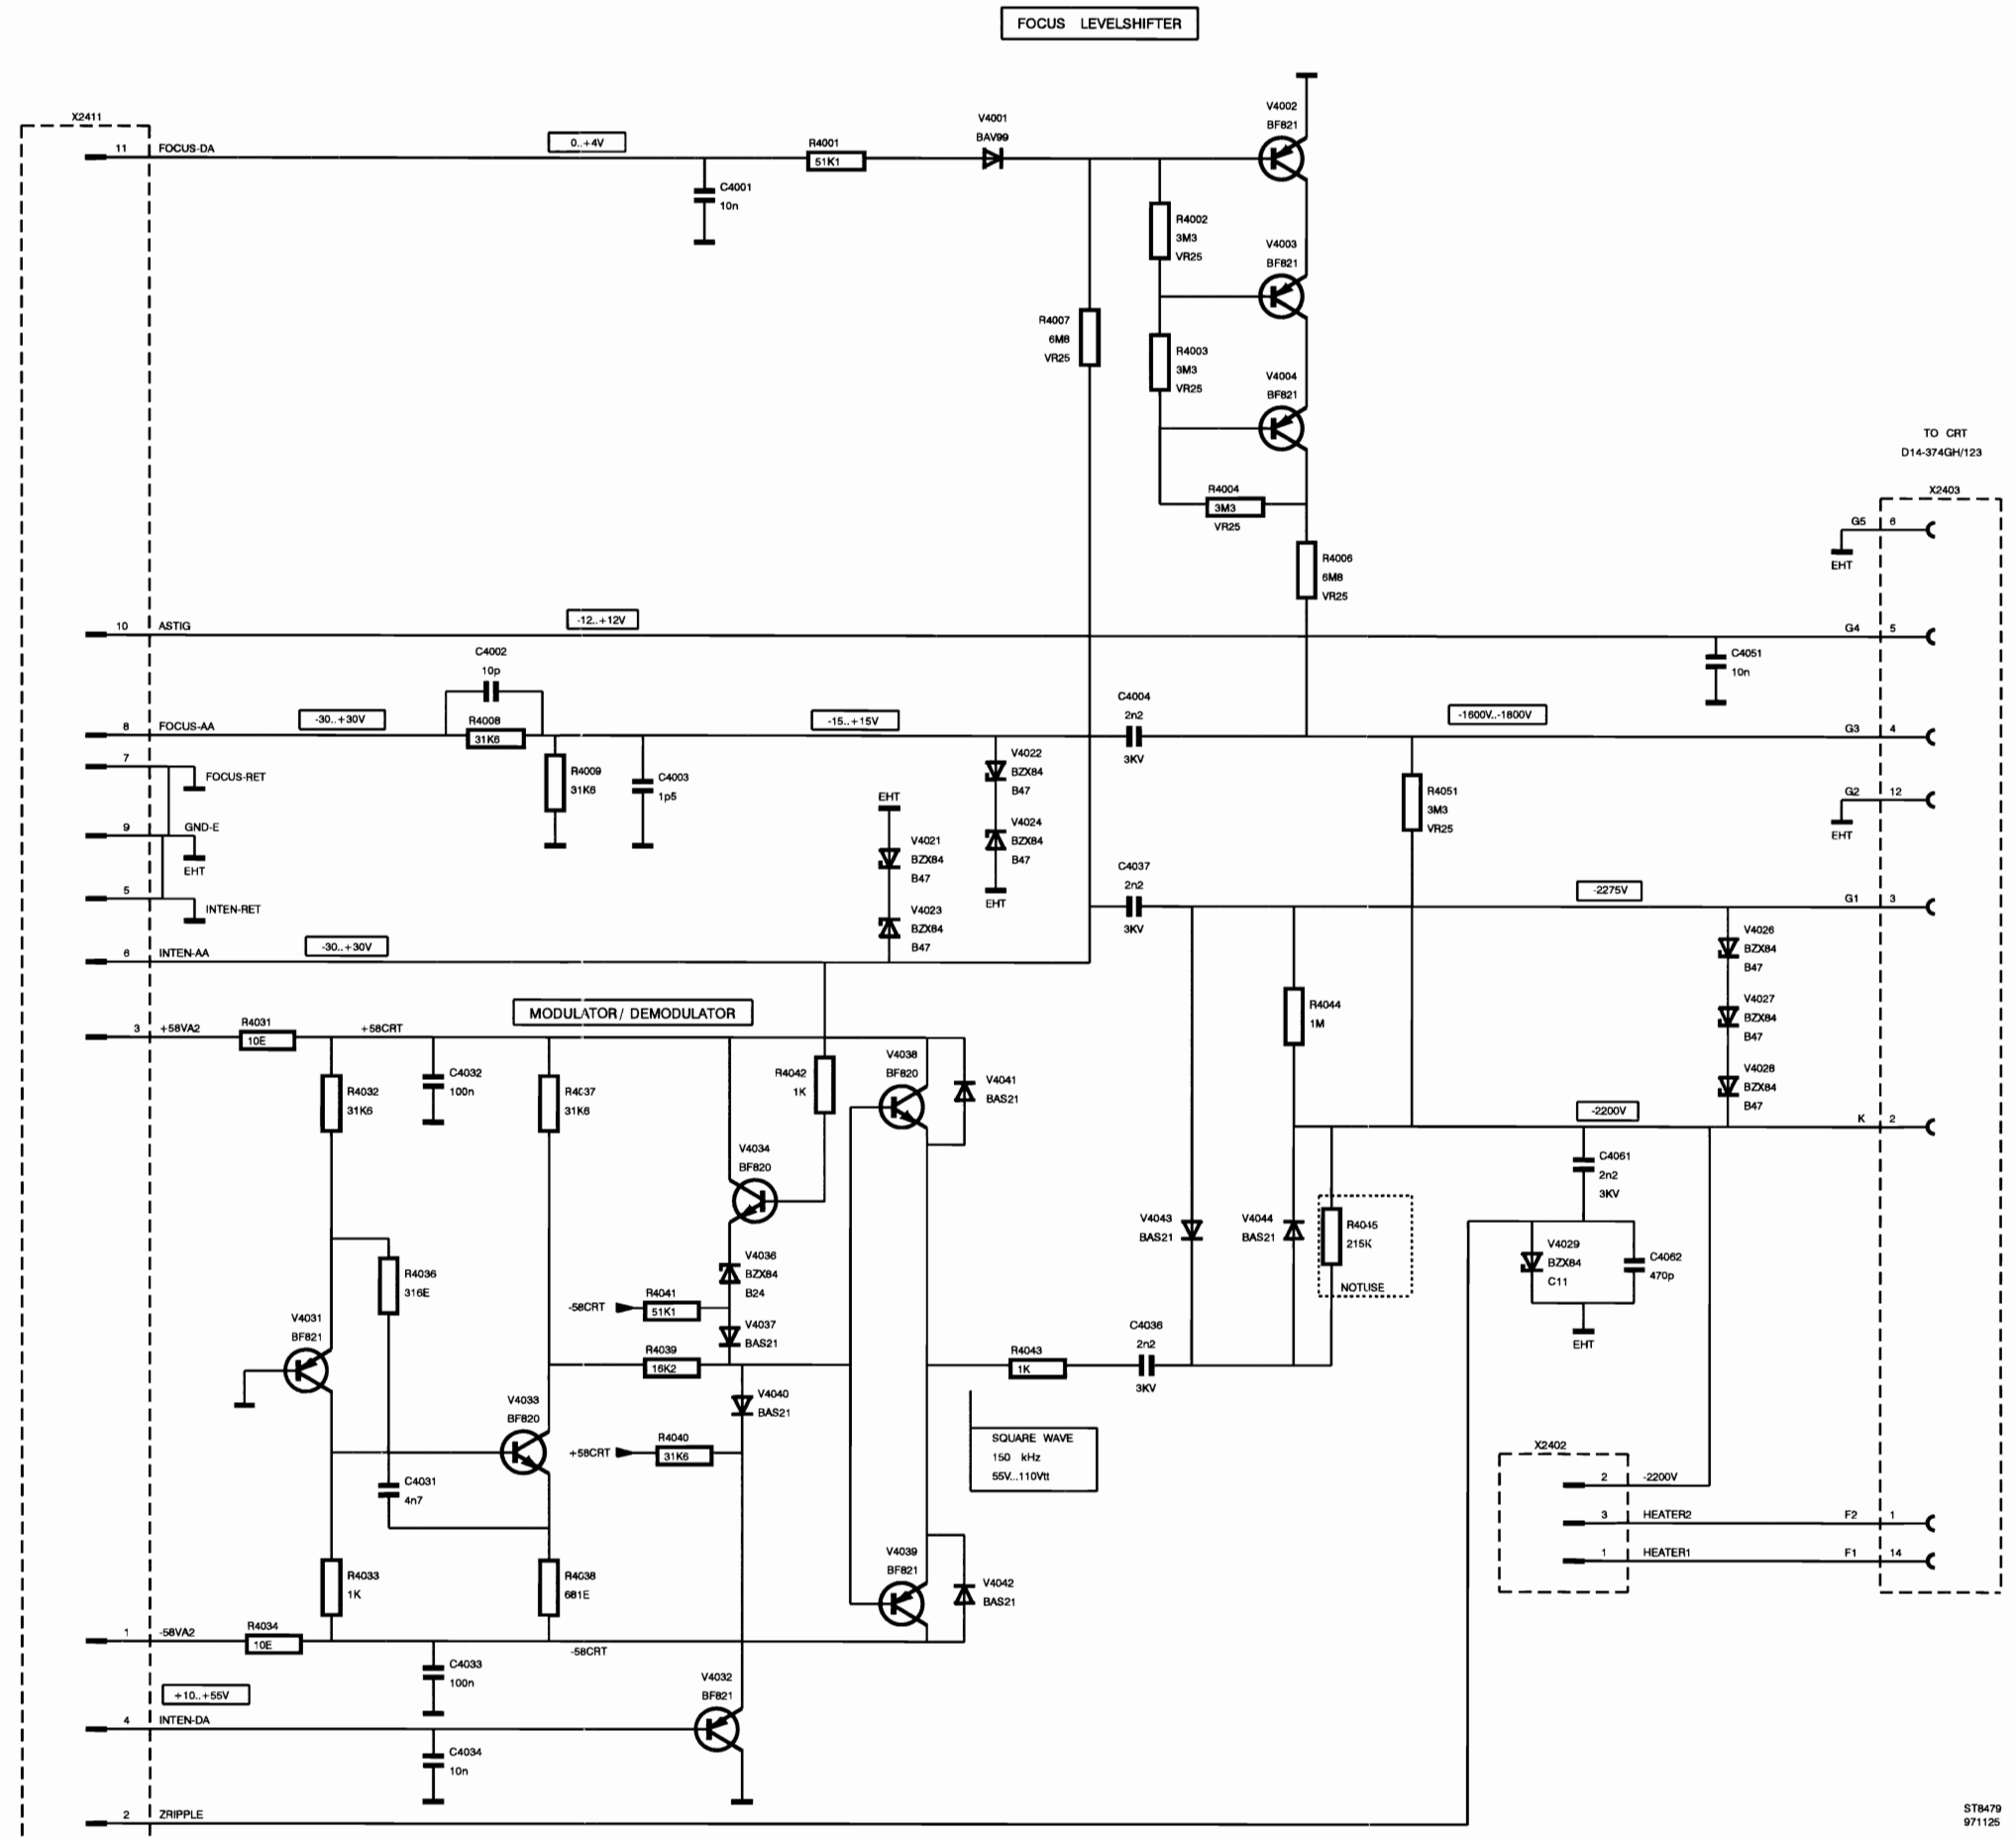 FOCUS LEVELSHIFTER
X2411
11 FOCUS-DA
0..+4V
R4001
51K1
V4001
BAV99
V4002
BF821
C4001
10n
R4002
3M3
VR25
V4003
BF821
R4007
6M8
VR25
R4003
3M3
VR25
V4004
BF821
R4004
3M3
VR25
R4006
6M8
VR25
TO CRT
D14-374GH/123
X2403
G5 6
EHT
10 ASTIG
-12..+12V
G4 5
C4051
10n
C4002
10p
8 FOCUS-AA
-30..+30V
R4008
31K6
-15..+15V
C4004
2n2
3KV
-1600V..-1800V
G3 4
7
FOCUS-RET
R4009
31K6
C4003
1p5
V4022
BZX84
B47
V4024
BZX84
B47
EHT
R4051
3M3
VR25
G2 12
EHT
9 GND-E
EHT
EHT
V4021
BZX84
B47
V4023
BZX84
B47
C4037
2n2
3KV
-2275V
G1 3
5
INTEN-RET
6 INTEN-AA
-30..+30V
V4026
BZX84
B47
V4027
BZX84
B47
V4028
BZX84
B47
R4044
1M
MODULATOR/ DEMODULATOR
3 +58VA2
R4031
10E
+58CRT
R4032
31K6
C4032
100n
R4037
31K6
R4042
1K
V4038
BF820
V4041
BAS21
-2200V
K 2
V4034
BF820
C4061
2n2
3KV
V4043
BAS21
V4044
BAS21
R4045
215K
NOTUSE
V4029
BZX84
C11
C4062
470p
EHT
R4036
316E
V4036
BZX84
B24
-58CRT
R4041
51K1
V4037
BAS21
V4031
BF821
R4039
16K2
R4043
1K
C4036
2n2
3KV
V4033
BF820
V4040
BAS21
+58CRT
R4040
31K6
SQUARE WAVE
150 kHz
55V...110Vtt
C4031
4n7
X2402
2 -2200V
3 HEATER2
F2 1
1 HEATER1
F1 14
R4033
1K
R4038
681E
V4039
BF821
V4042
BAS21
1 -58VA2
R4034
10E
-58CRT
C4033
100n
V4032
BF821
+10..+55V
4 INTEN-DA
C4034
10n
2 ZRIPPLE
ST8479
971125